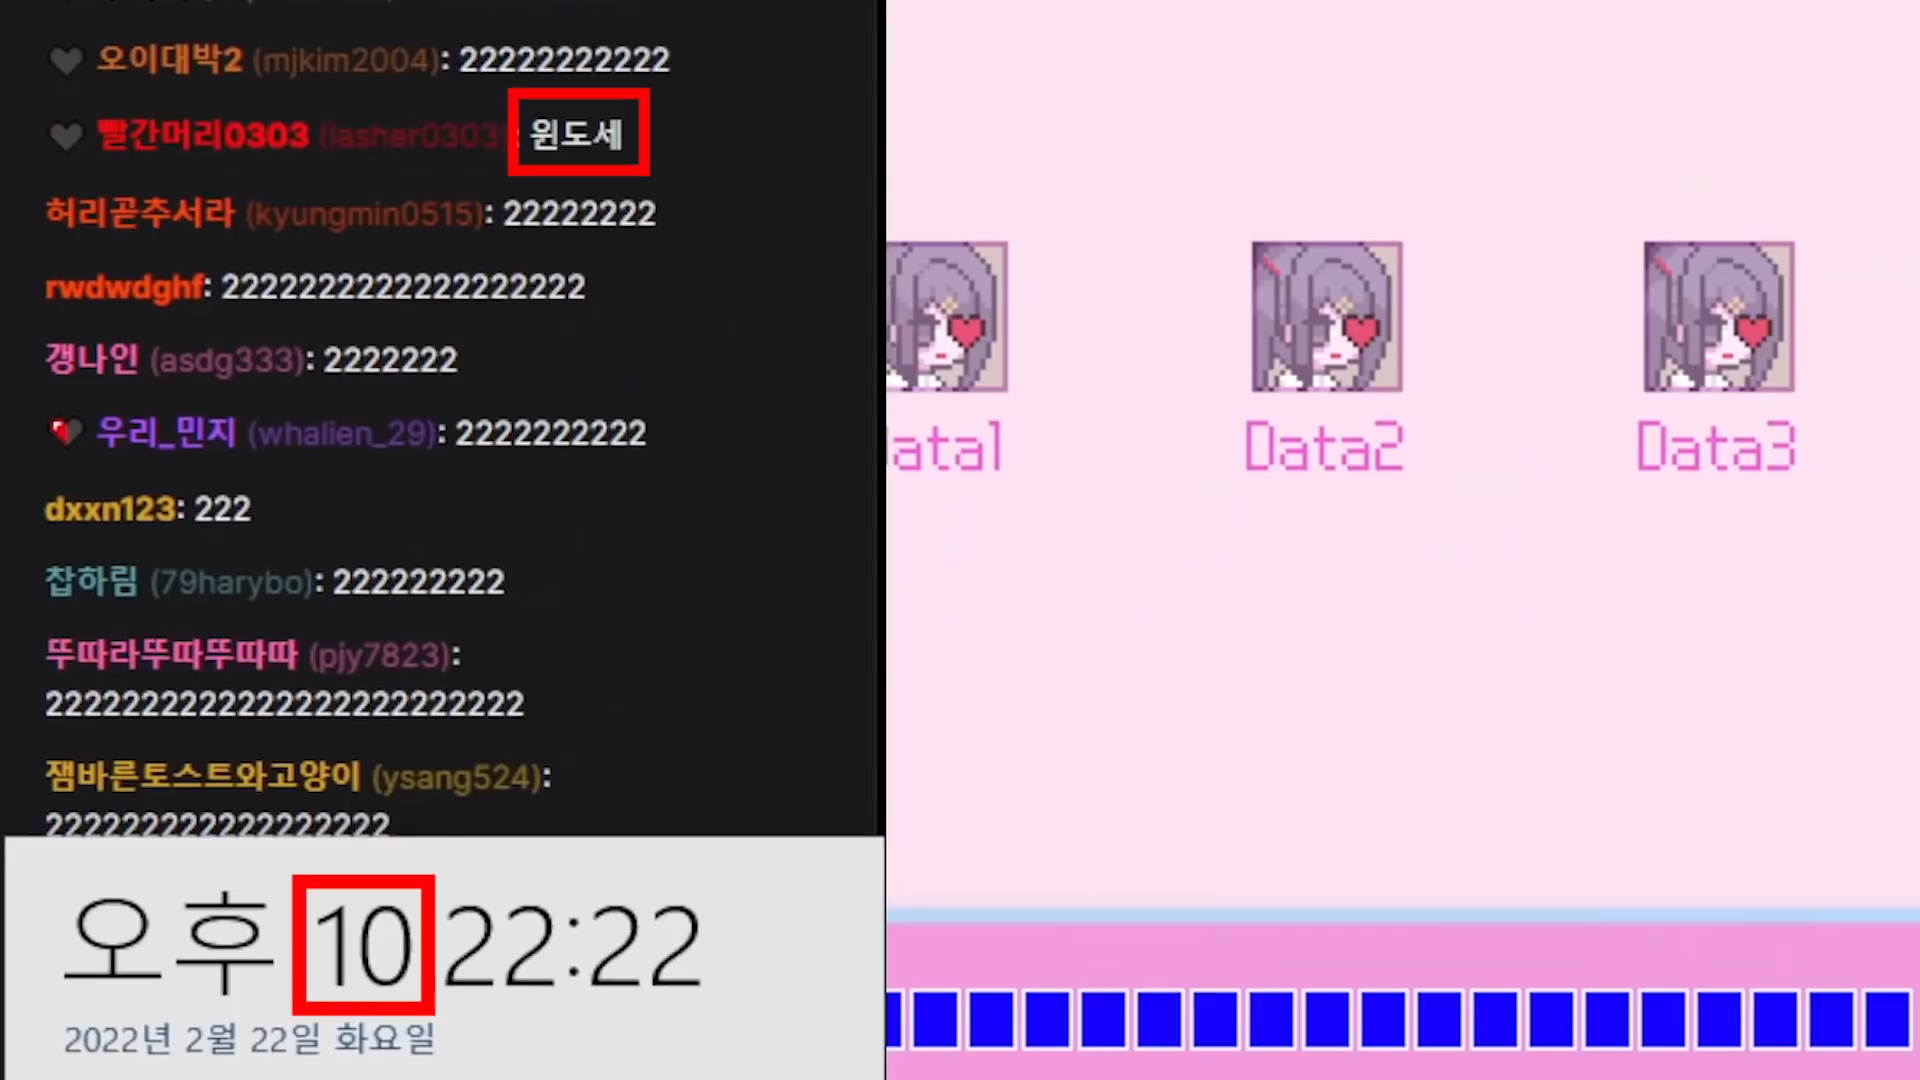 오이대박2 (mjkim2004): 22222222222
빨간머리0303 (lasher0303): 윈도세
허리곧추서라 (kyungmin0515): 22222222
rwdwdghf: 2222222222222222222
갱나인 (asdg333): 2222222
우리_민지 (whalien_29): 2222222222
dxxn123: 222
찹하림 (79harybo): 222222222
뚜따라뚜따뚜따따 (pjy7823):
2222222222222222222222222
잼바른토스트와고양이 (ysang524):
222222222222222222
오후 10 22:22
2022년 2월 22일 화요일
ata1
Data2
Data3